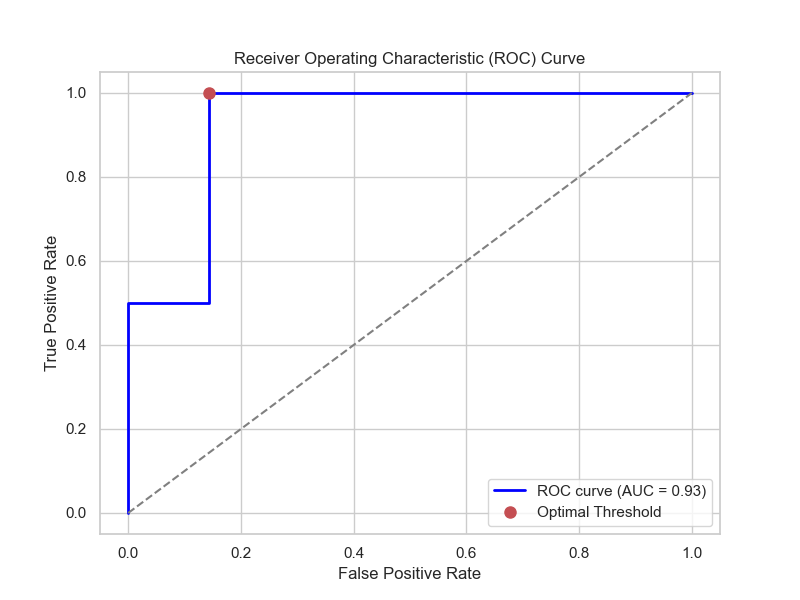 Receiver Operating Characteristic (ROC) Curve
1.0
0.8
0.6
0.4
0.2
0.0
True Positive Rate
ROC curve (AUC = 0.93)
Optimal Threshold
0.0 0.2 0.4 0.6 0.8 1.0
False Positive Rate